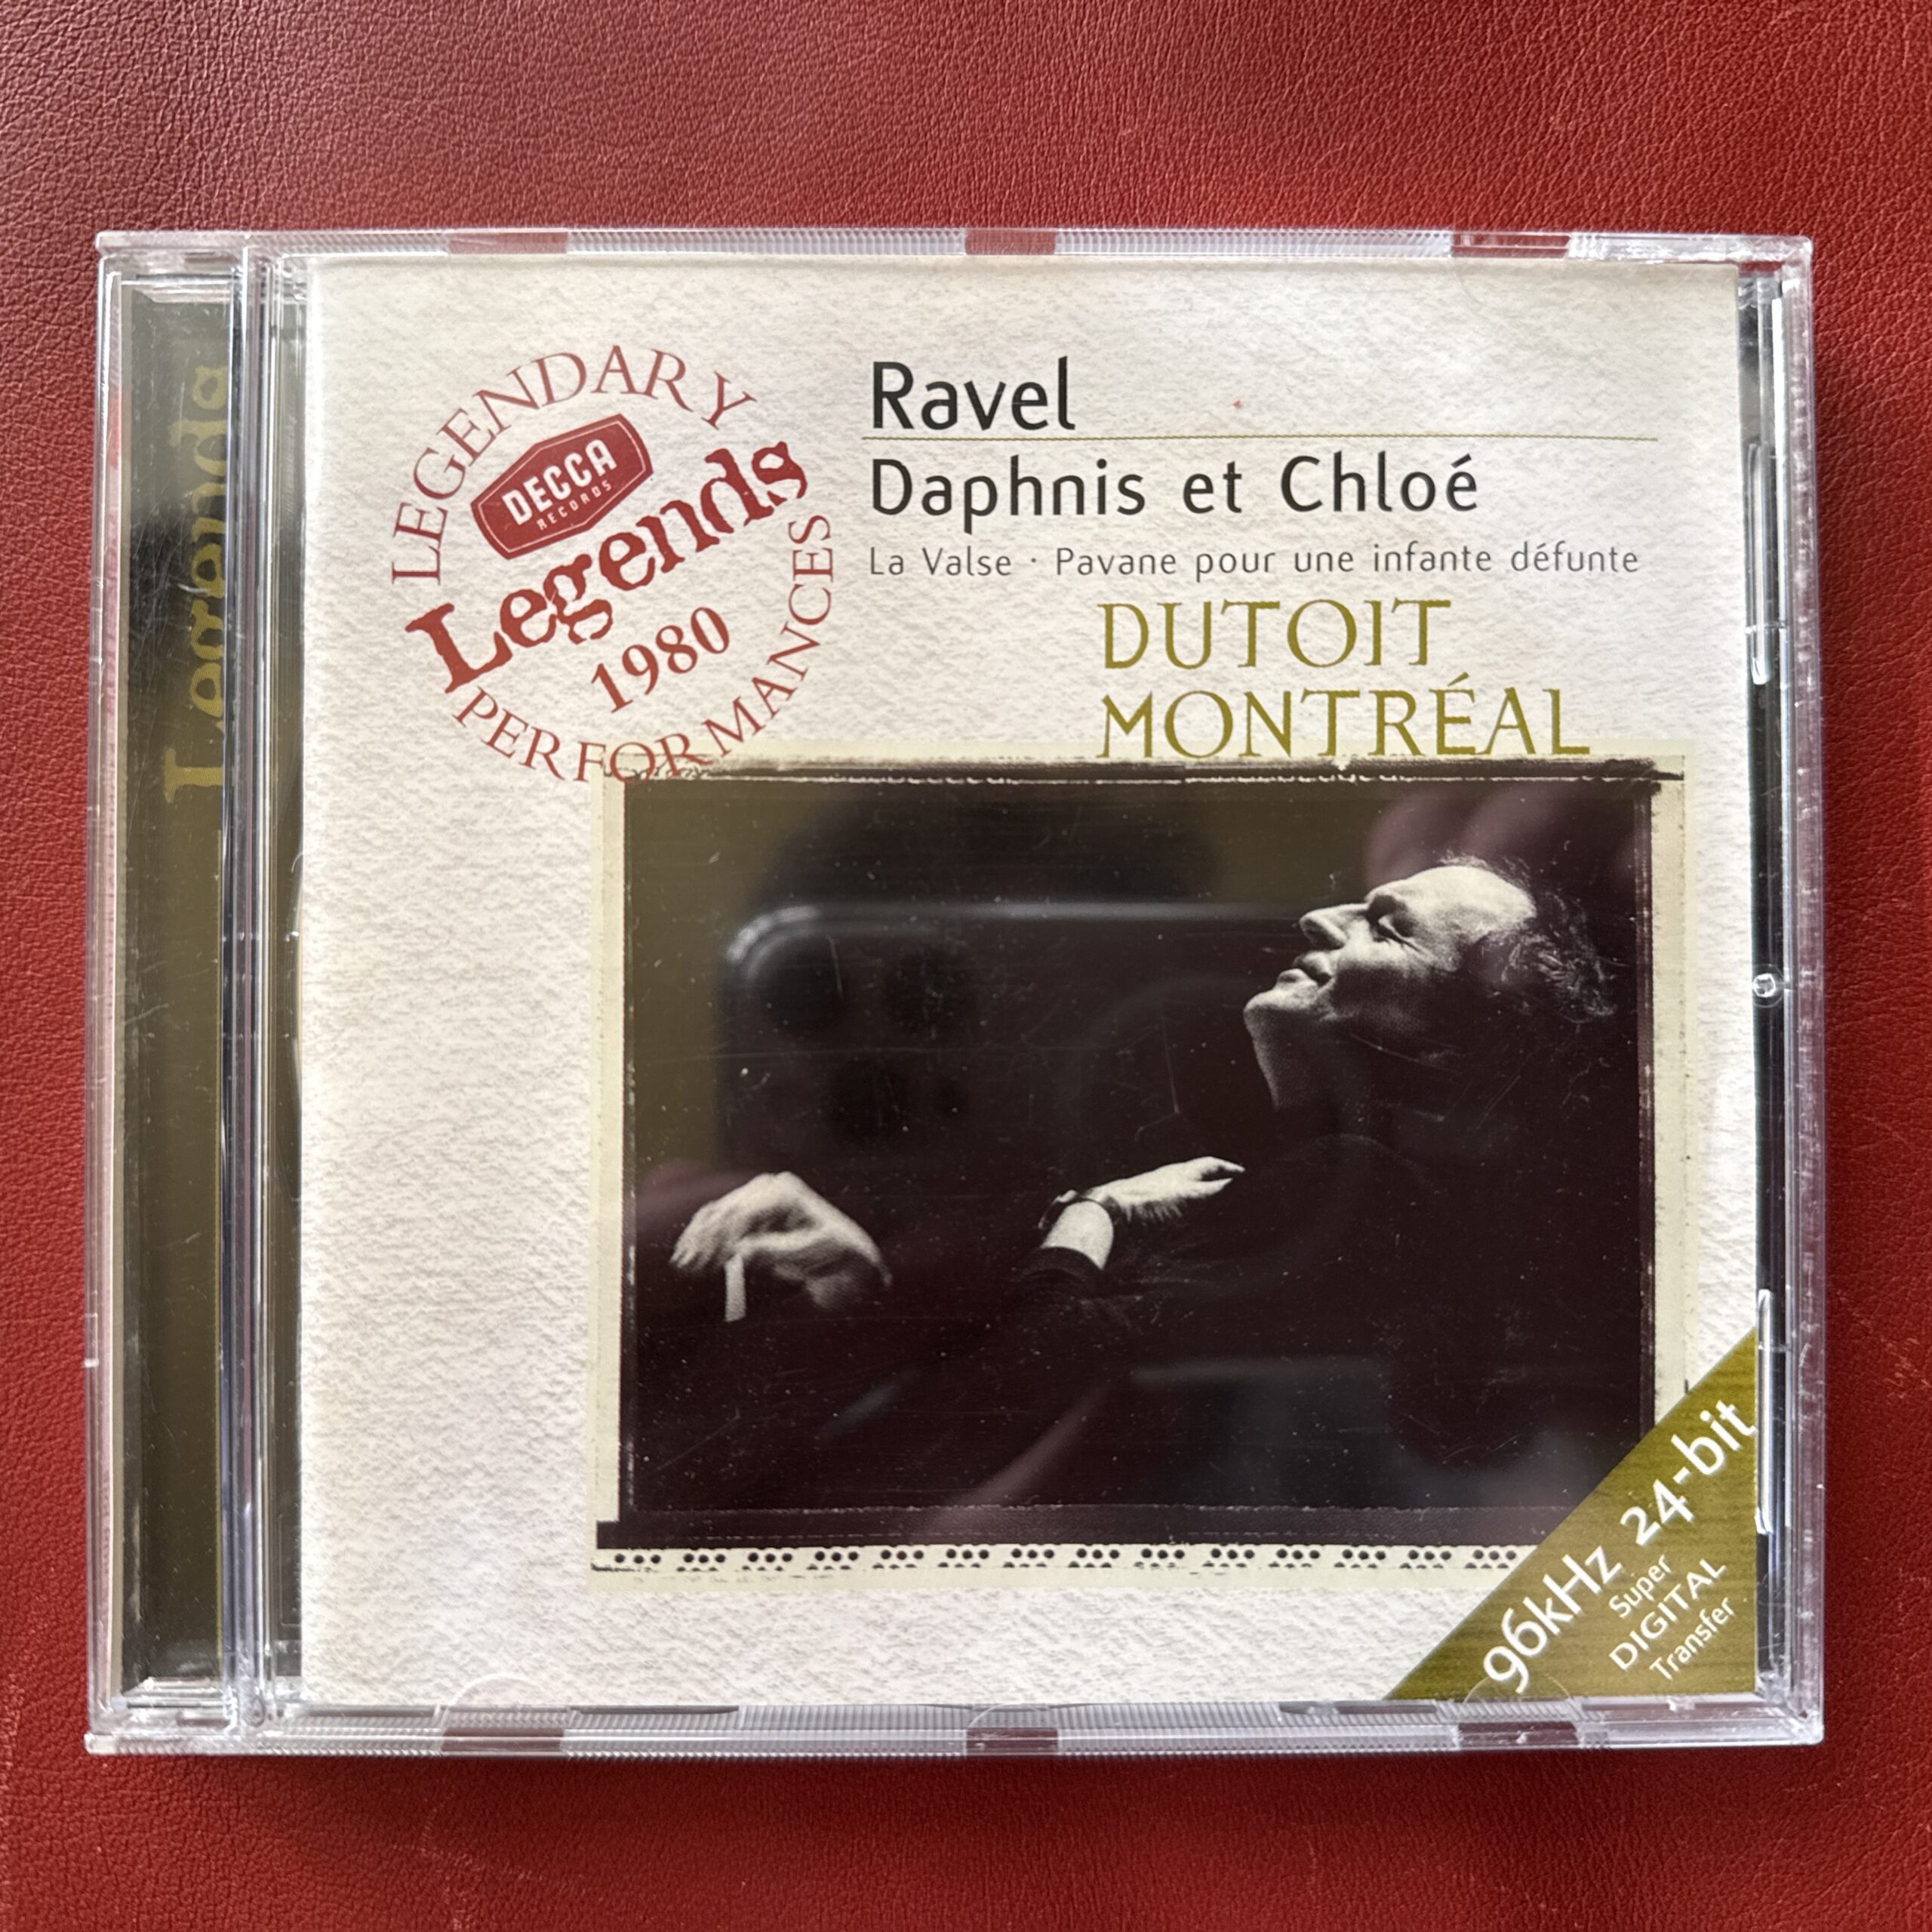 Legends
LEGENDARY
DECCA
RECORDS
Legends
1980
PERFORMANCES
Ravel
Daphnis et Chloé
La Valse · Pavane pour une infante défunte
DUTOIT
MONTRÉAL
96kHz 24-bit
Super
DIGITAL
Transfer